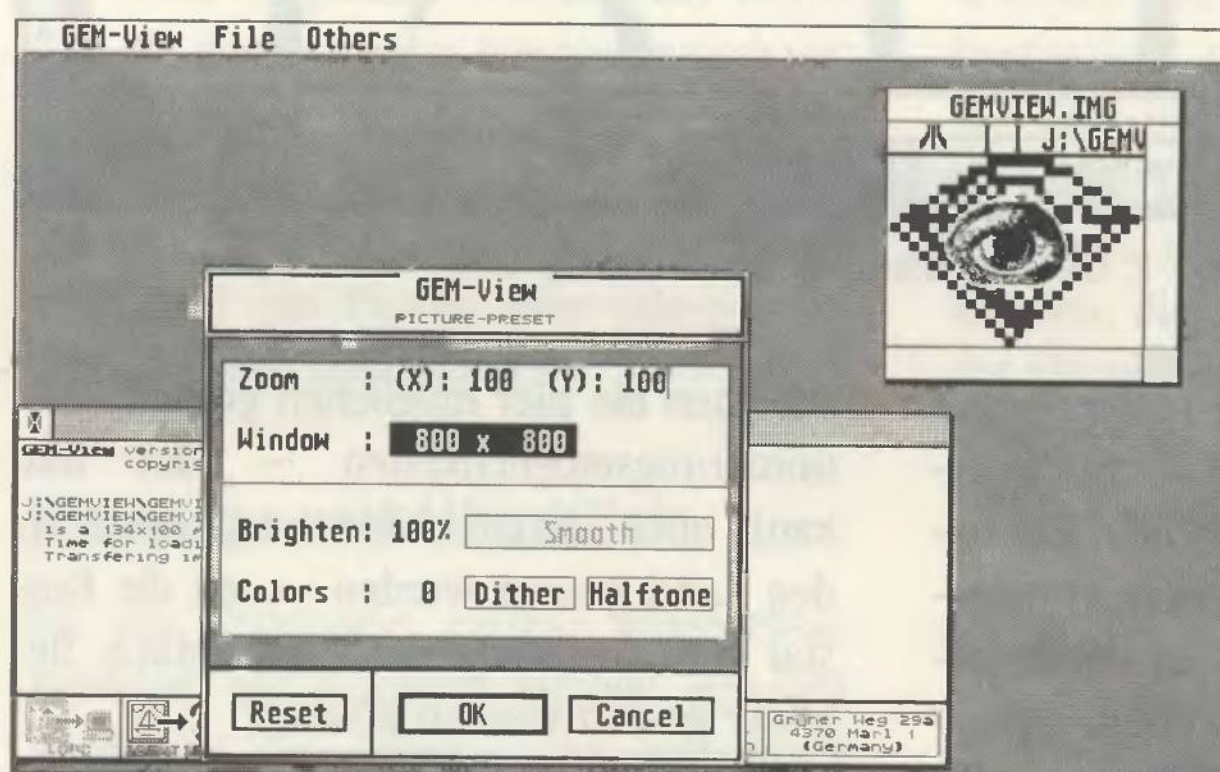 GEM-View File Others
GEMVIEW.IMG
J:\GEMV
GEM-View
PICTURE-PRESET
Zoom : (X): 100 (Y): 100
Window : 800 x 800
Brighten: 100% Smooth
Colors : 0 Dither Halftone
Reset OK Cancel
GEM-View version
copyris
J:\GEMVIEW\GEMVI
J:\GEMVIEW\GEMVI
is a 134x100
Time for loadi
Transfering im
Grüner Weg 29a
4370 Marl 1
(Germany)